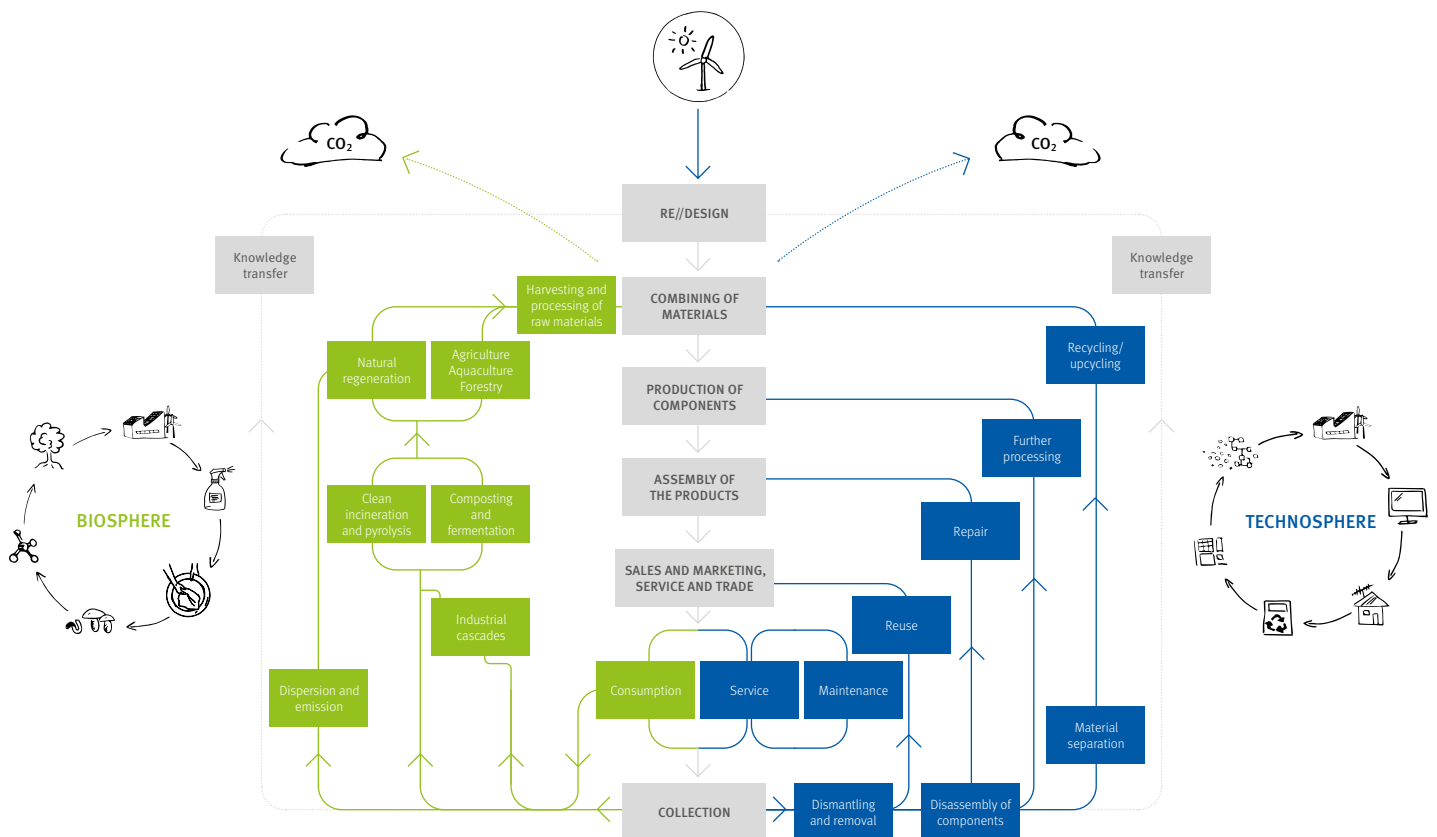 CO₂
CO₂
RE//DESIGN
Knowledge
transfer
Knowledge
transfer
Harvesting and
processing of
raw materials
COMBINING OF
MATERIALS
Natural
regeneration
Agriculture
Aquaculture
Forestry
Recycling/
upcycling
PRODUCTION OF
COMPONENTS
Further
processing
ASSEMBLY OF
THE PRODUCTS
Clean
incineration
and pyrolysis
Composting
and
fermentation
Repair
BIOSPHERE
TECHNOSPHERE
SALES AND MARKETING,
SERVICE AND TRADE
Industrial
cascades
Reuse
Dispersion and
emission
Consumption
Service
Maintenance
Material
separation
COLLECTION
Dismantling
and removal
Disassembly of
components